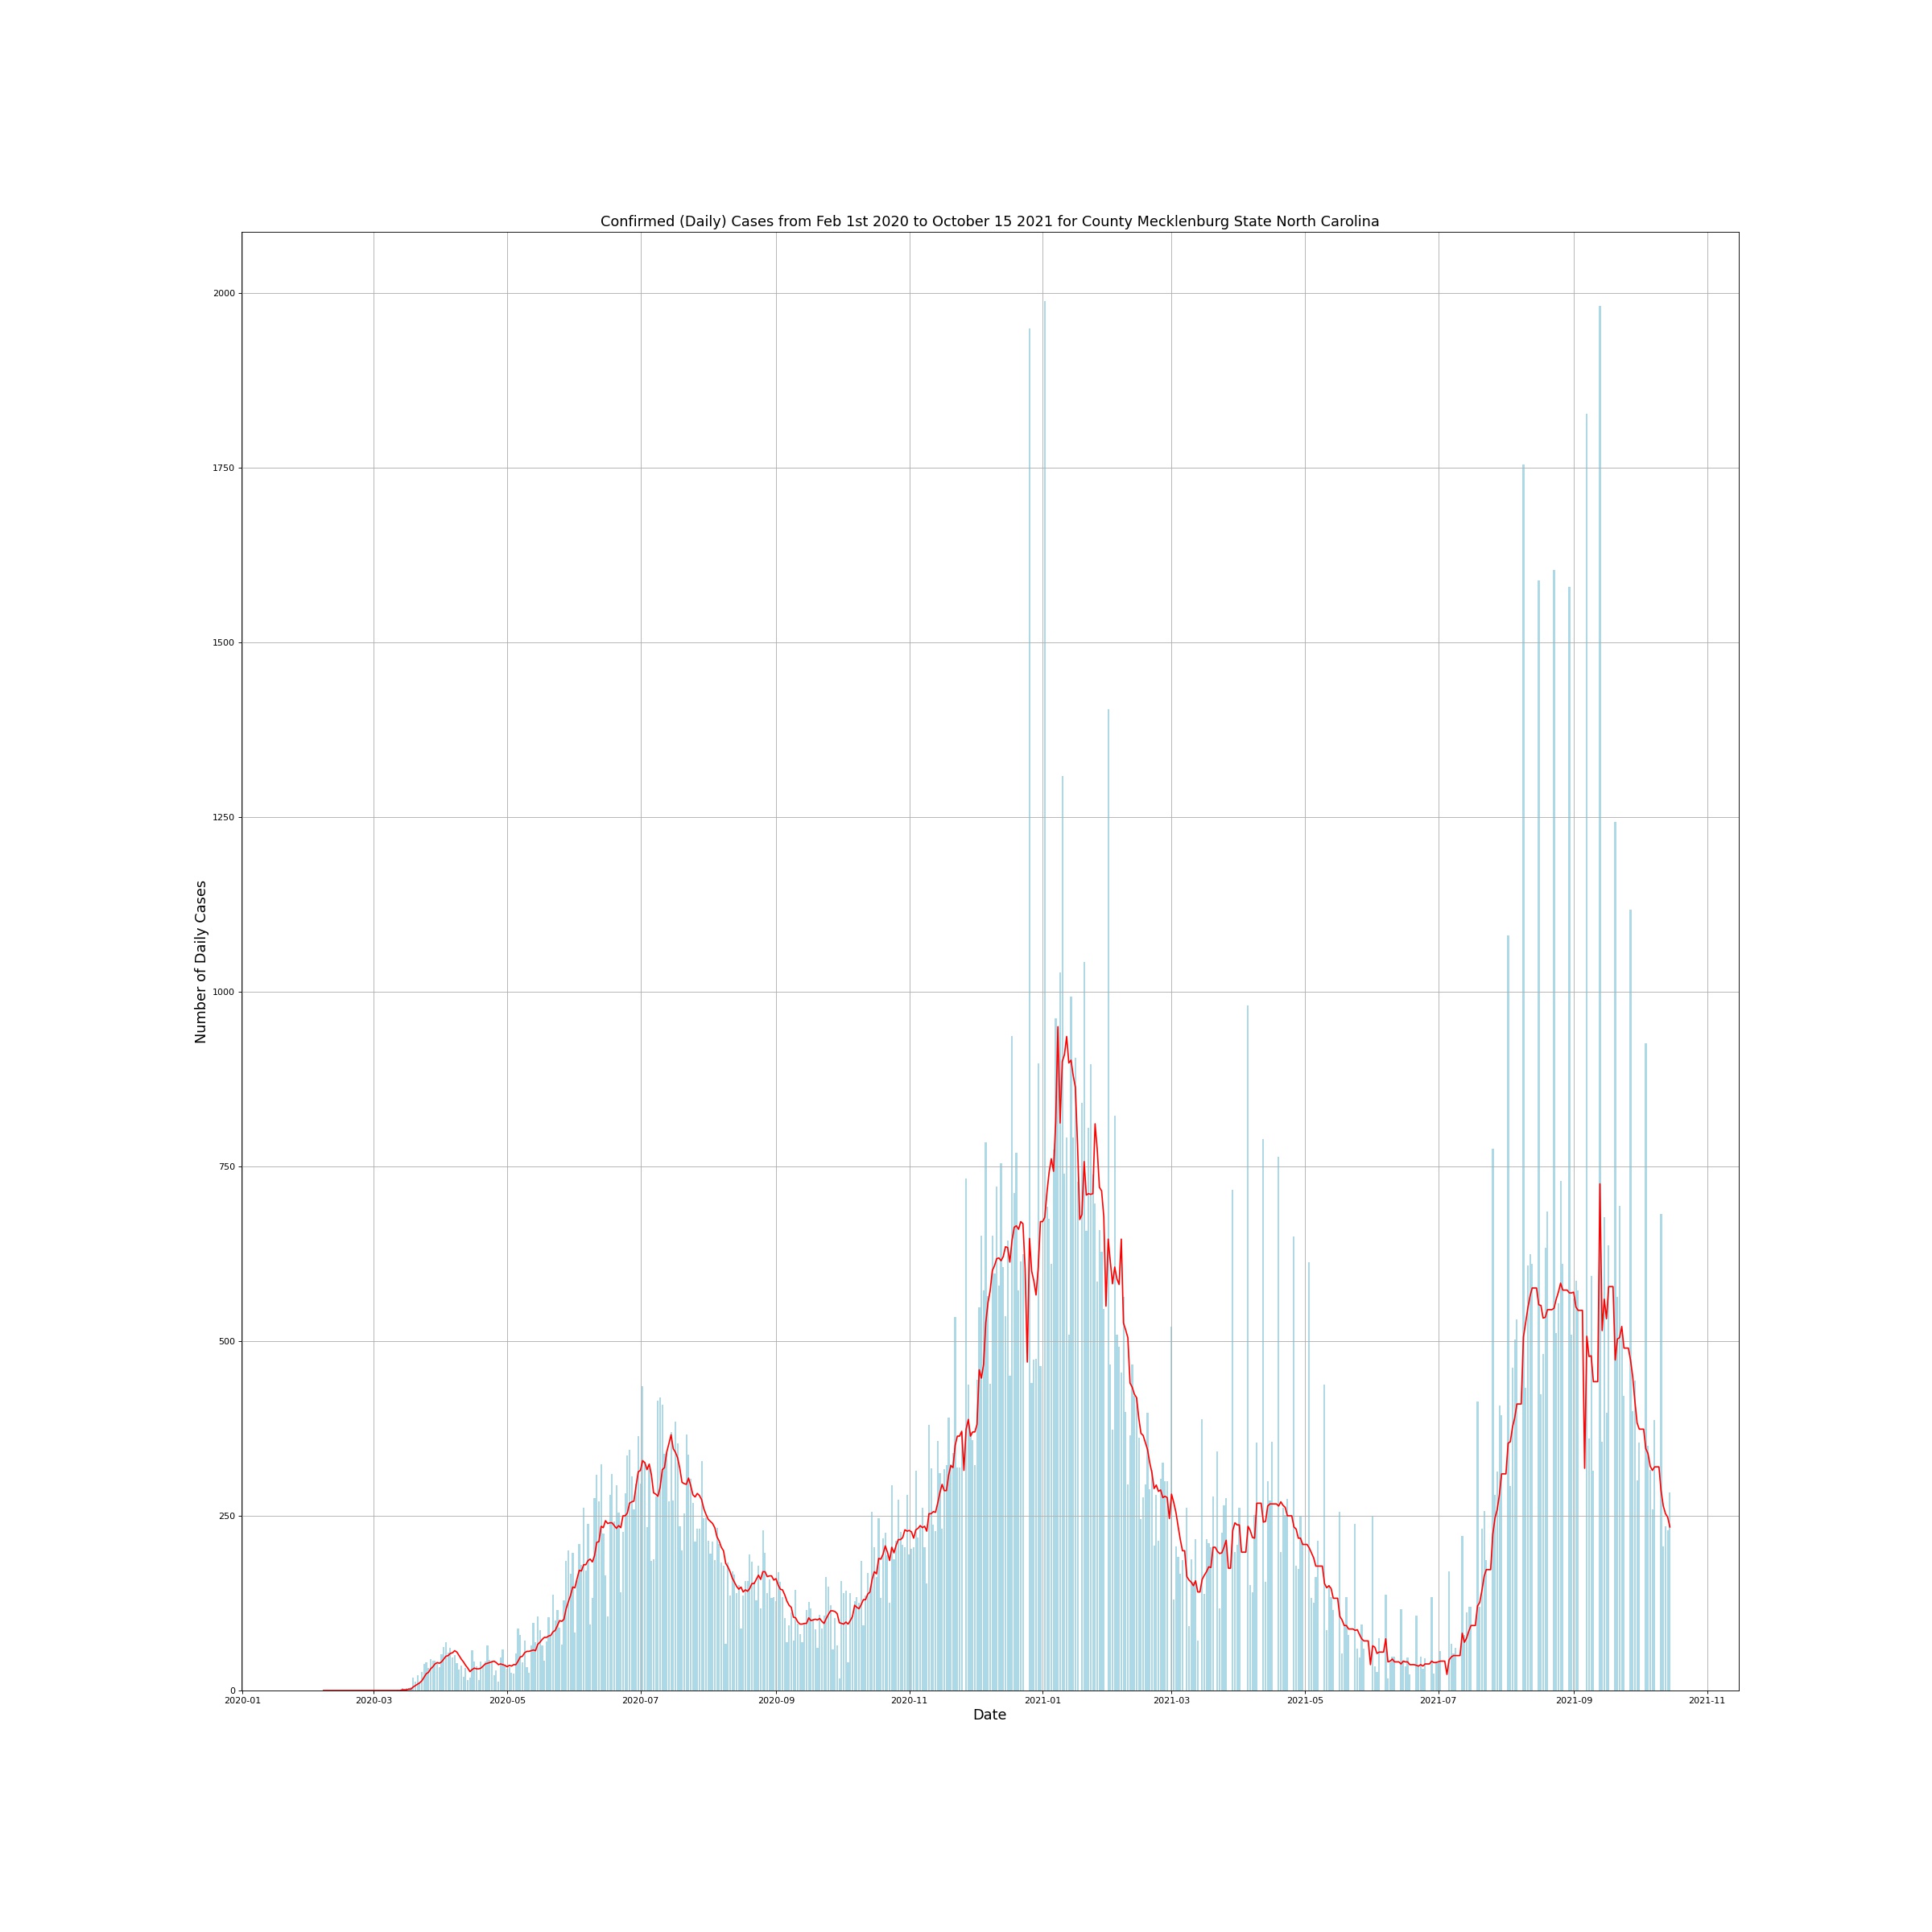 Confirmed (Daily) Cases from Feb 1st 2020 to October 15 2021 for County Mecklenburg State North Carolina
2000
1750
1500
1250
1000
750
500
250
0
Number of Daily Cases
2020-01 2020-03 2020-05 2020-07 2020-09 2020-11 2021-01 2021-03 2021-05 2021-07 2021-09 2021-11
Date